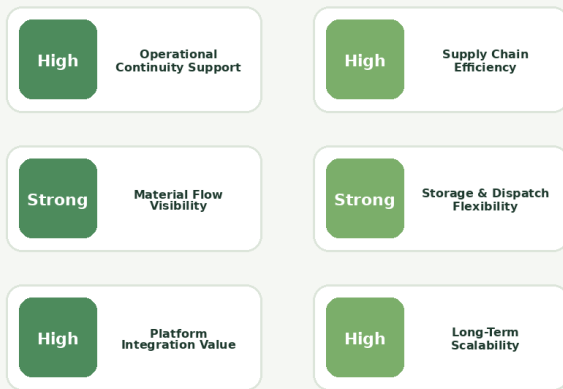 High
Operational
Continuity Support
High
Supply Chain
Efficiency
Strong
Material Flow
Visibility
Strong
Storage & Dispatch
Flexibility
High
Platform
Integration Value
High
Long-Term
Scalability